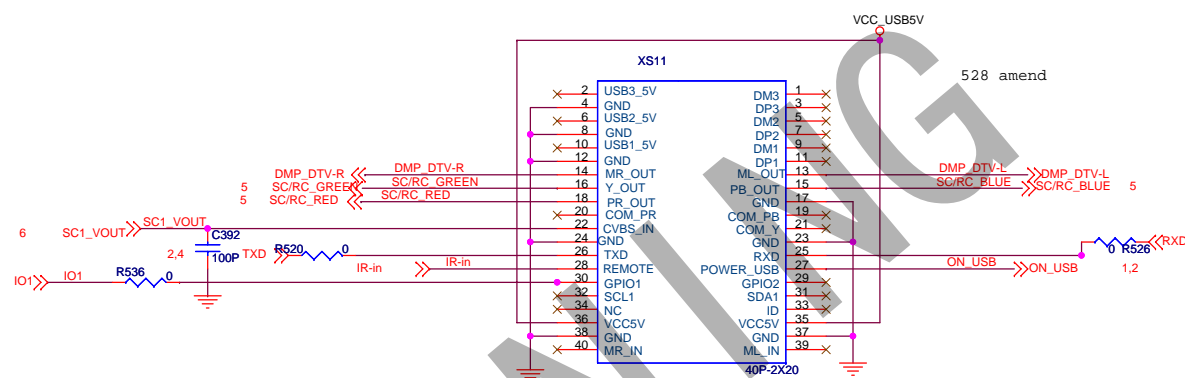 VCC_USB5V
XS11
528 amend
2 USB3_5V DM3 1
4 GND DP3 3
6 USB2_5V DM2 5
8 GND DP2 7
10 USB1_5V DM1 9
12 GND DP1 11
DMP_DTV-R DMP_DTV-R 14 MR_OUT ML_OUT 13 DMP_DTV-L DMP_DTV-L
5 SC/RC_GREEN SC/RC_GREEN 16 Y_OUT PB_OUT 15 SC/RC_BLUE SC/RC_BLUE 5
5 SC/RC_RED SC/RC_RED 18 PR_OUT GND 17
20 COM_PR COM_PB 19
6 SC1_VOUT SC1_VOUT 22 CVBS_IN COM_Y 21
C392
100P
24 GND GND 23
2,4 TXD R520 0 26 TXD RXD 25 0 R526 RXD
1,2
IR-in IR-in 28 REMOTE POWER_USB 27 ON_USB ON_USB
IO1 IO1 R536 0 30 GPIO1 GPIO2 29
32 SCL1 SDA1 31
34 NC ID 33
36 VCC5V VCC5V 35
38 GND GND 37
40 MR_IN ML_IN 39
40P-2X20